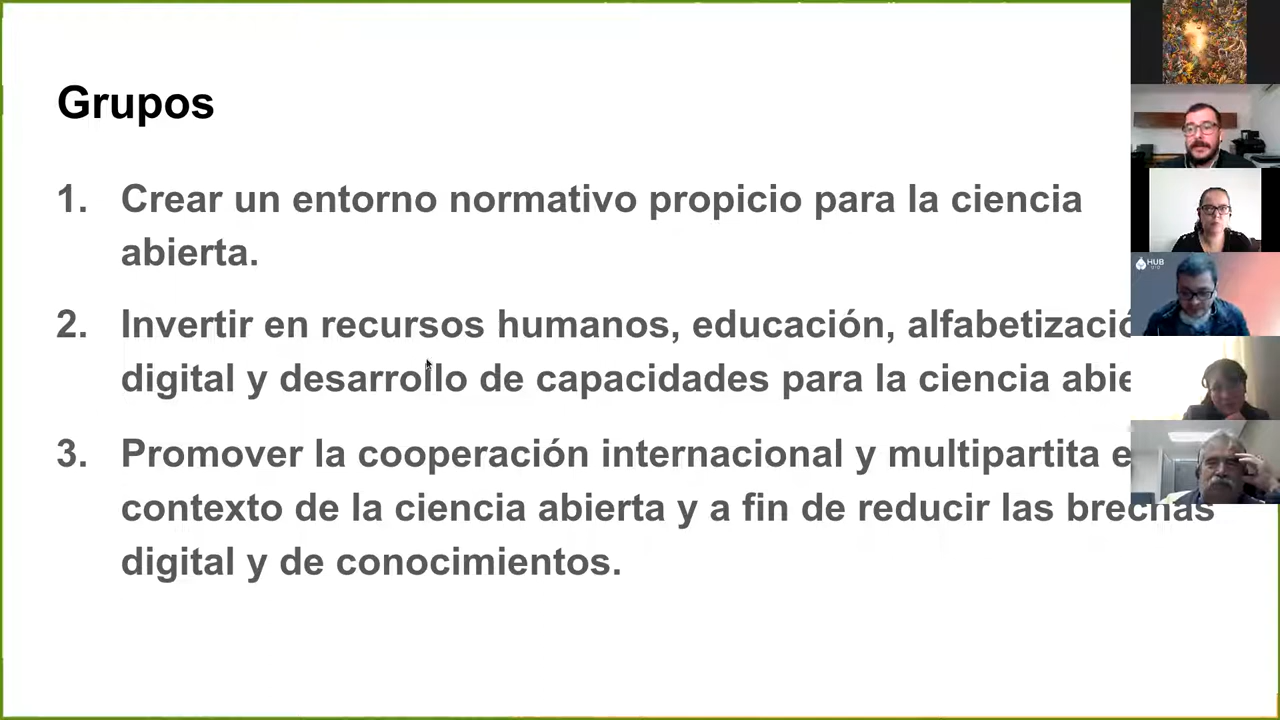 Grupos
1. Crear un entorno normativo propicio para la ciencia
abierta.
2. Invertir en recursos humanos, educación, alfabetizació
digital y desarrollo de capacidades para la ciencia abie
3. Promover la cooperación internacional y multipartita e
contexto de la ciencia abierta y a fin de reducir las brechas
digital y de conocimientos.
HUB
UIO